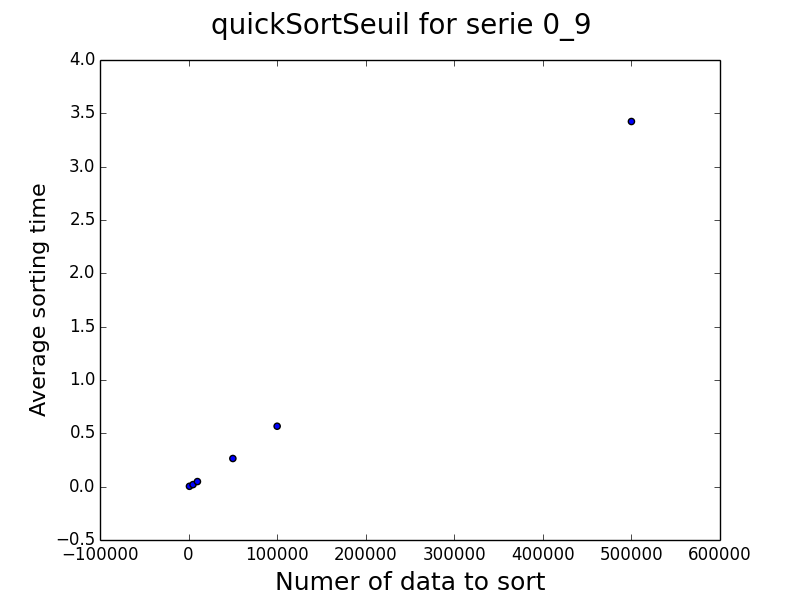 quickSortSeuil for serie 0_9
4.0
3.5
3.0
2.5
2.0
1.5
1.0
0.5
0.0
−0.5
Average sorting time
−100000 0 100000 200000 300000 400000 500000 600000
Numer of data to sort